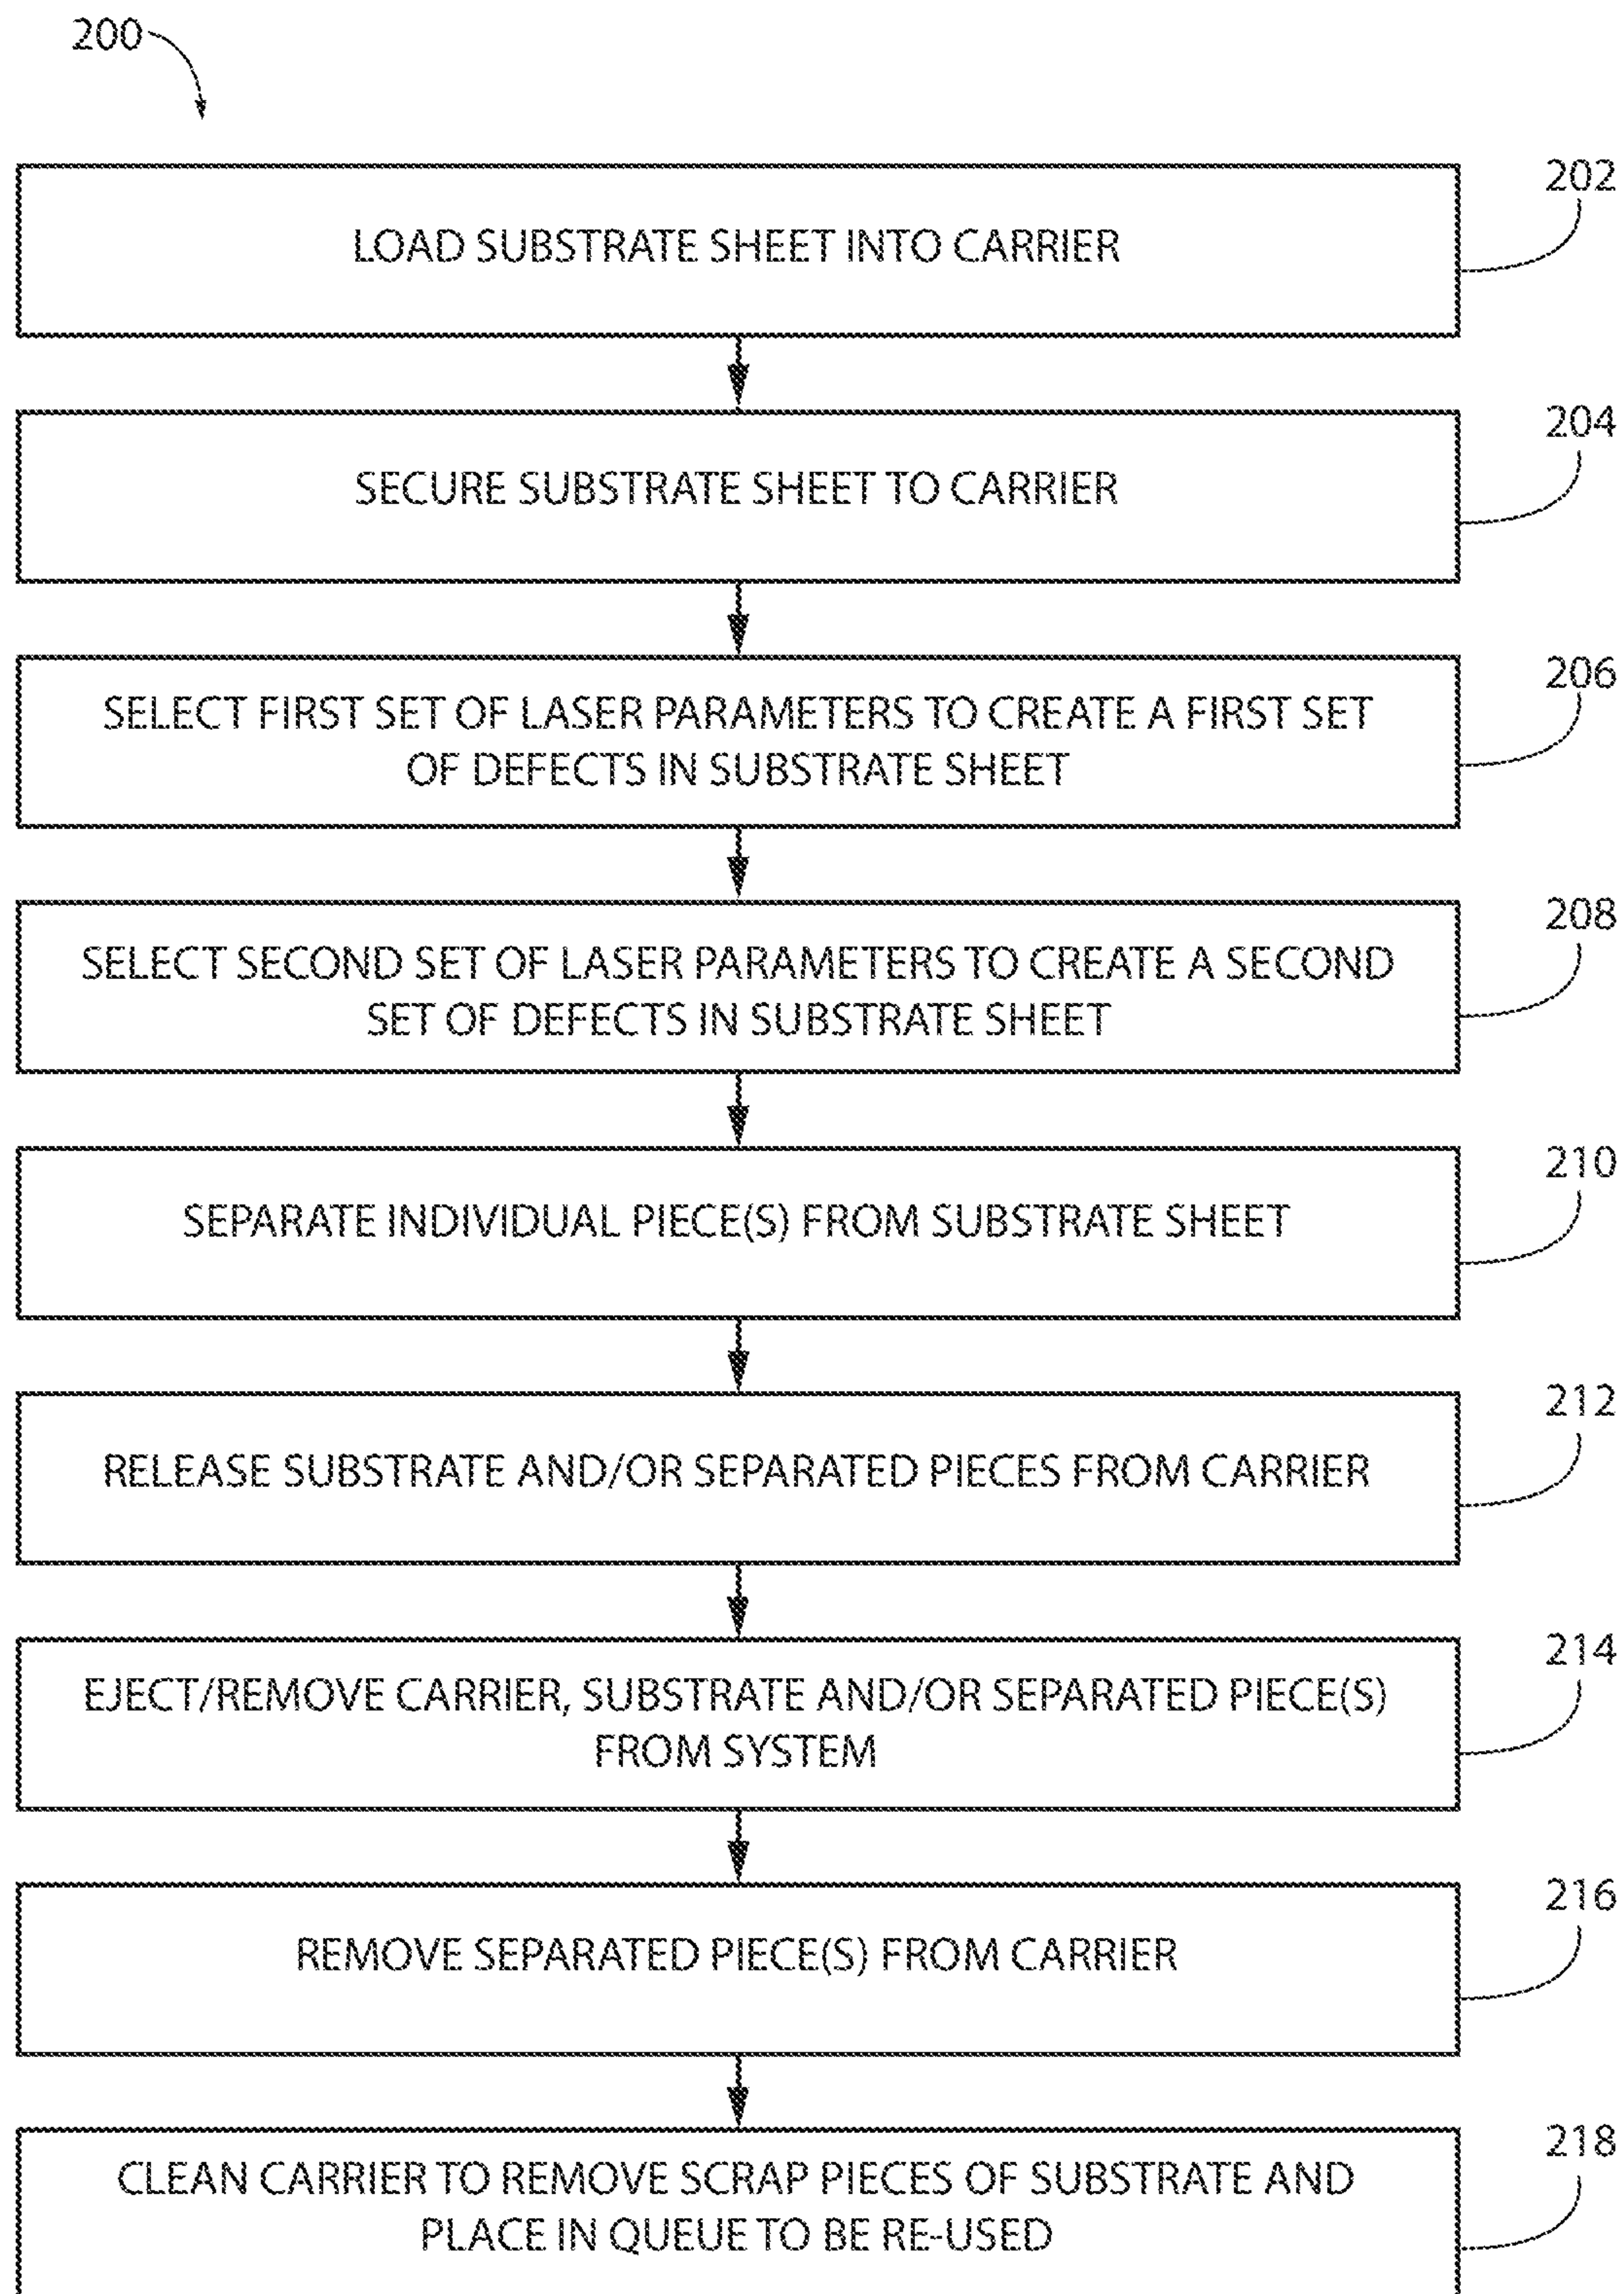 200
202
LOAD SUBSTRATE SHEET INTO CARRIER
204
SECURE SUBSTRATE SHEET TO CARRIER
206
SELECT FIRST SET OF LASER PARAMETERS TO CREATE A FIRST SET
OF DEFECTS IN SUBSTRATE SHEET
208
SELECT SECOND SET OF LASER PARAMETERS TO CREATE A SECOND
SET OF DEFECTS IN SUBSTRATE SHEET
210
SEPARATE INDIVIDUAL PIECE(S) FROM SUBSTRATE SHEET
212
RELEASE SUBSTRATE AND/OR SEPARATED PIECES FROM CARRIER
214
EJECT/REMOVE CARRIER, SUBSTRATE AND/OR SEPARATED PIECE(S)
FROM SYSTEM
216
REMOVE SEPARATED PIECE(S) FROM CARRIER
218
CLEAN CARRIER TO REMOVE SCRAP PIECES OF SUBSTRATE AND
PLACE IN QUEUE TO BE RE-USED